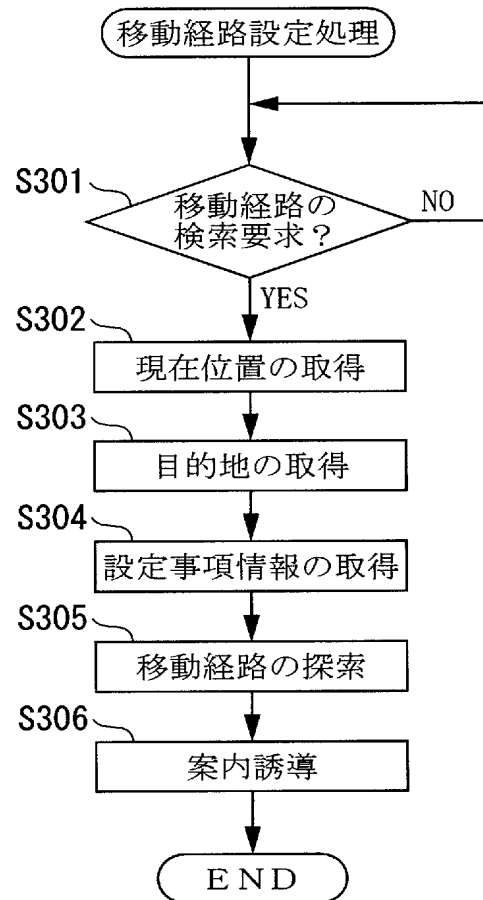 移動経路設定処理
S301
移動経路の
検索要求？
NO
YES
S302
現在位置の取得
S303
目的地の取得
S304
設定事項情報の取得
S305
移動経路の探索
S306
案内誘導
END